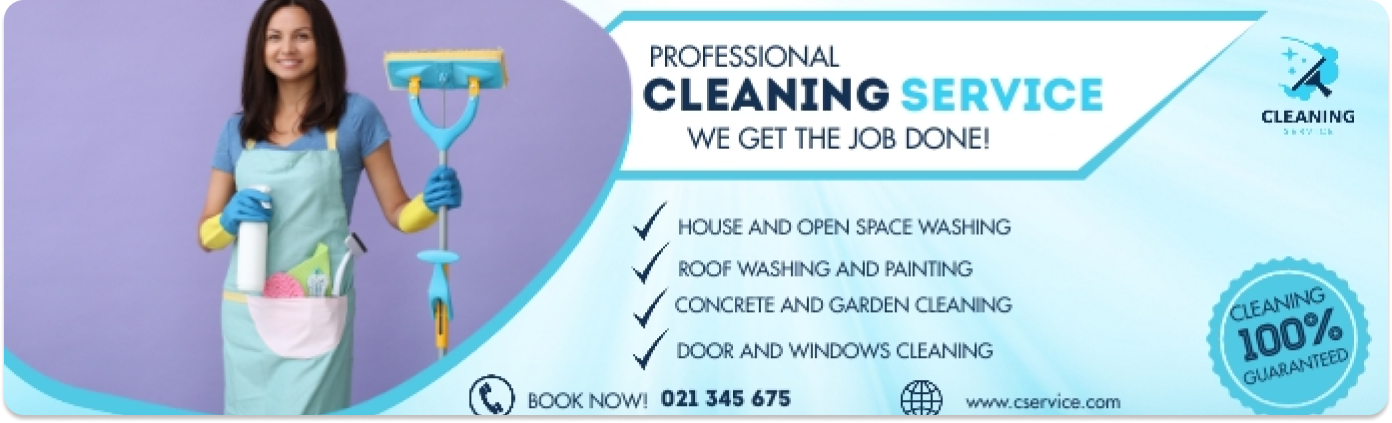 PROFESSIONAL
CLEANING SERVICE
WE GET THE JOB DONE!
CLEANING
SERVICE
HOUSE AND OPEN SPACE WASHING
ROOF WASHING AND PAINTING
CONCRETE AND GARDEN CLEANING
DOOR AND WINDOWS CLEANING
CLEANING
100%
GUARANTEED
BOOK NOW! 021 345 675
www.cservice.com